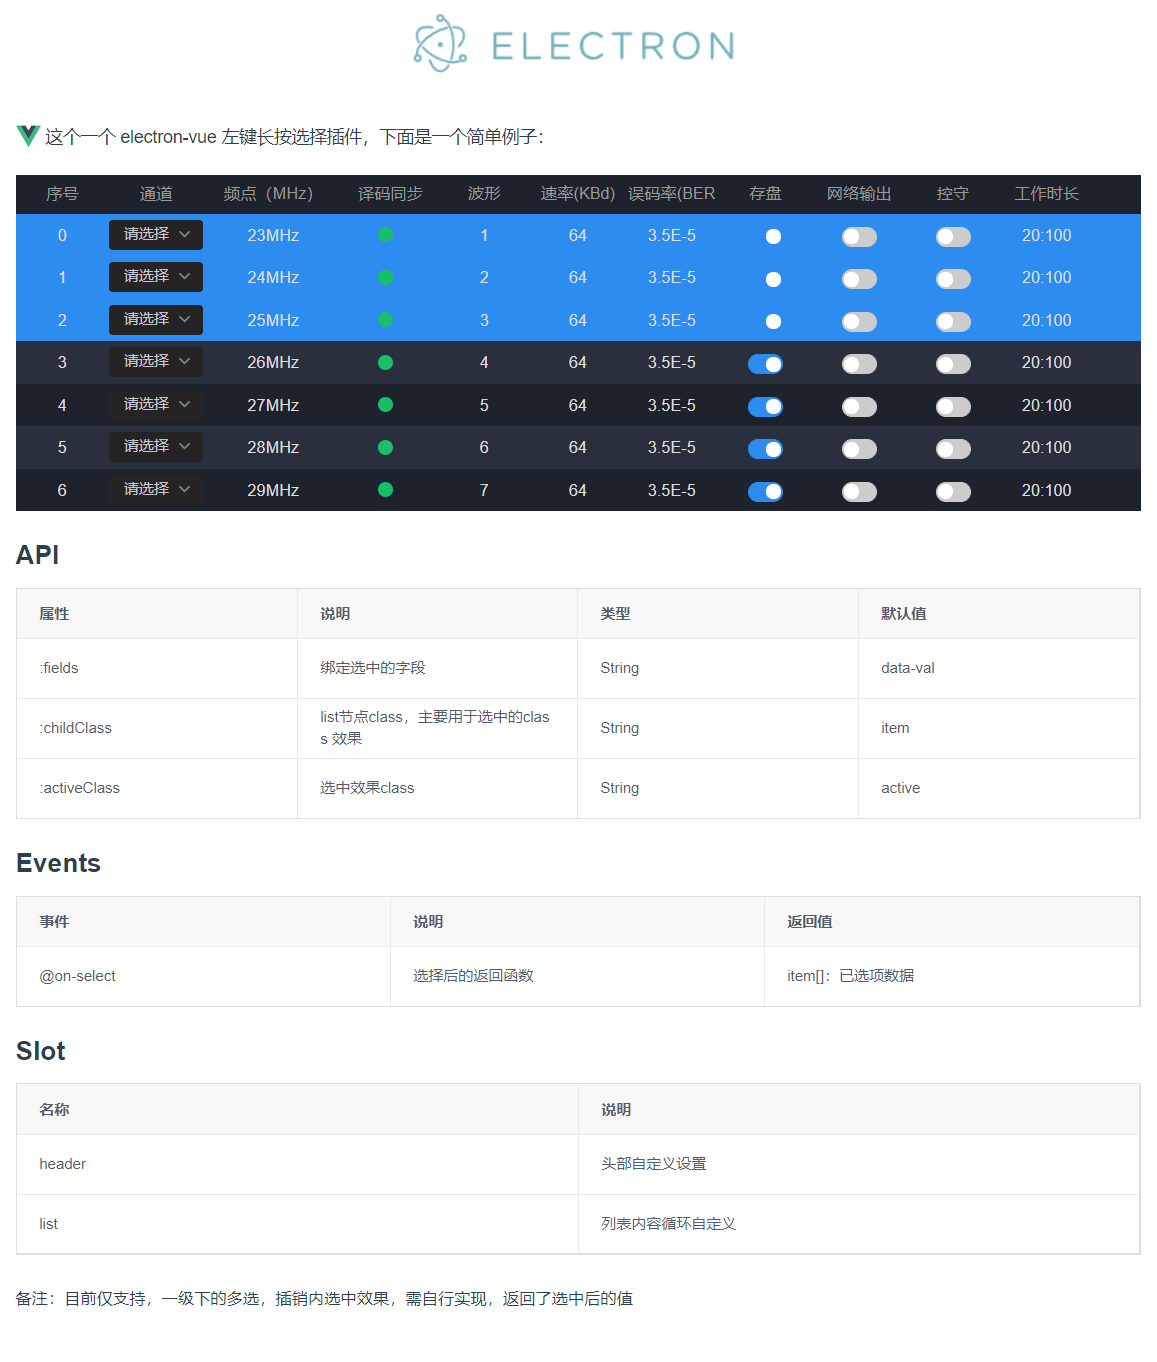 ELECTRON
这个一个 electron-vue 左键长按选择插件，下面是一个简单例子：
序号 通道 频点（MHz） 译码同步 波形 速率(KBd) 误码率(BER 存盘 网络输出 控守 工作时长
0 请选择 23MHz 1 64 3.5E-5 20:100
1 请选择 24MHz 2 64 3.5E-5 20:100
2 请选择 25MHz 3 64 3.5E-5 20:100
3 请选择 26MHz 4 64 3.5E-5 20:100
4 请选择 27MHz 5 64 3.5E-5 20:100
5 请选择 28MHz 6 64 3.5E-5 20:100
6 请选择 29MHz 7 64 3.5E-5 20:100
API
属性 说明 类型 默认值
:fields 绑定选中的字段 String data-val
:childClass list节点class，主要用于选中的clas
s 效果 String item
:activeClass 选中效果class String active
Events
事件 说明 返回值
@on-select 选择后的返回函数 item[]：已选项数据
Slot
名称 说明
header 头部自定义设置
list 列表内容循环自定义
备注：目前仅支持，一级下的多选，插销内选中效果，需自行实现，返回了选中后的值